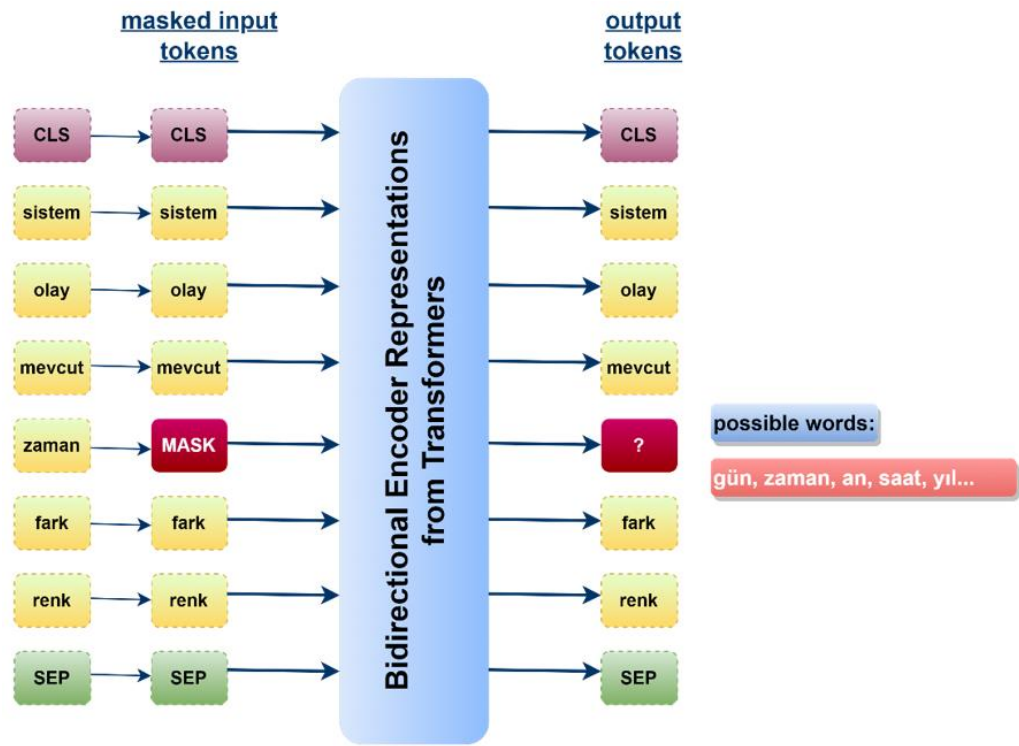 masked input
tokens
output
tokens
CLS CLS CLS
sistem sistem sistem
olay olay olay
mevcut mevcut mevcut
zaman MASK ?
fark fark fark
renk renk renk
SEP SEP SEP
Bidirectional Encoder Representations
from Transformers
possible words:
gün, zaman, an, saat, yıl...